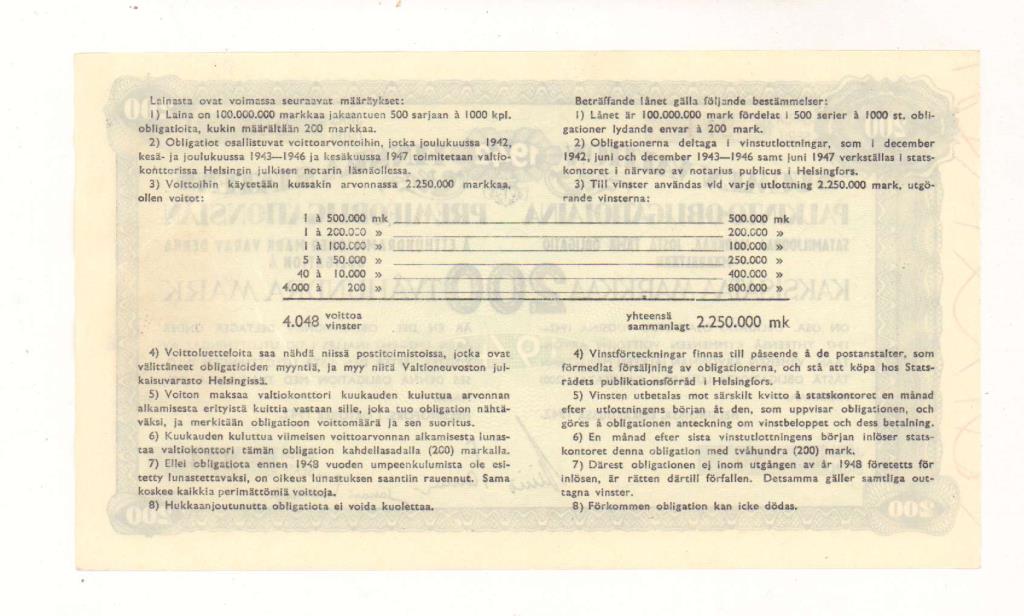 Lainasta ovat voimassa seuraavat määräykset:
1) Laina on 100.000.000 markkaa jakaantuen 500 sarjaan à 1000 kpl.
obligatioita, kukin määrältään 200 markkaa.
2) Obligatiot osallistuvat voittoarvontoihin, jotka joulukuussa 1942,
kesä- ja joulukuussa 1943—1946 ja kesäkuussa 1947 toimitetaan valtio-
konttorissa Helsingin julkisen notarin läsnäollessa.
3) Voittoihin käytetään kussakin arvonnassa 2.250.000 markkaa,
ollen voitot:
Beträffande lånet gälla följande bestämmelser:
1) Lånet är 100.000.000 mark fördelat i 500 serier à 1000 st. obli-
gationer lydande envar à 200 mark.
2) Obligationerna deltaga i vinstutlottningar, som i december
1942, juni och december 1943—1946 samt juni 1947 verkställas i stats-
kontoret i närvaro av notarius publicus i Helsingfors.
3) Till vinster användas vid varje utlottning 2.250.000 mark, utgö-
rande vinsterna:
1 à 500.000 mk 500.000 mk
1 à 200.000 » 200.000 »
1 à 100.000 » 100.000 »
5 à 50.000 » 250.000 »
40 à 10.000 » 400.000 »
4.000 à 200 » 800.000 »
4.048 voittoa vinster yhteensä sammanlagt 2.250.000 mk
4) Voittoluetteloita saa nähdä niissä postitoimistoissa, jotka ovat
välittäneet obligatioiden myyntiä, ja myy niitä Valtioneuvoston jul-
kaisuvarasto Helsingissä.
5) Voiton maksaa valtiokonttori kuukauden kuluttua arvonnan
alkamisesta erityistä kuittia vastaan sille, joka tuo obligation nähtä-
väksi, ja merkitään obligatioon voittomäärä ja sen suoritus.
6) Kuukauden kuluttua viimeisen voittoarvonnan alkamisesta lunas-
taa valtiokonttori tämän obligation kahdellasadalla (200) markalla.
7) Ellei obligatiota ennen 1948 vuoden umpeenkulumista ole esi-
tetty lunastettavaksi, on oikeus lunastuksen saantiin rauennut. Sama
koskee kaikkia perimättömiä voittoja.
8) Hukkaanjoutunutta obligatiota ei voida kuolettaa.
4) Vinstförteckningar finnas till påseende å de postanstalter, som
förmedlat försäljning av obligationerna, och stå att köpa hos Stats-
rådets publikationsförråd i Helsingfors.
5) Vinsten utbetalas mot särskilt kvitto å statskontoret en månad
efter utlottningens början åt den, som uppvisar obligationen, och
göres å obligationen anteckning om vinstbeloppet och dess betalning.
6) En månad efter sista vinstutlottningens början inlöser stats-
kontoret denna obligation med tvåhundra (200) mark.
7) Därest obligationen ej inom utgången av år 1948 företetts för
inlösen, är rätten därtill förfallen. Detsamma gäller samtliga out-
tagna vinster.
8) Förkommen obligation kan icke dödas.